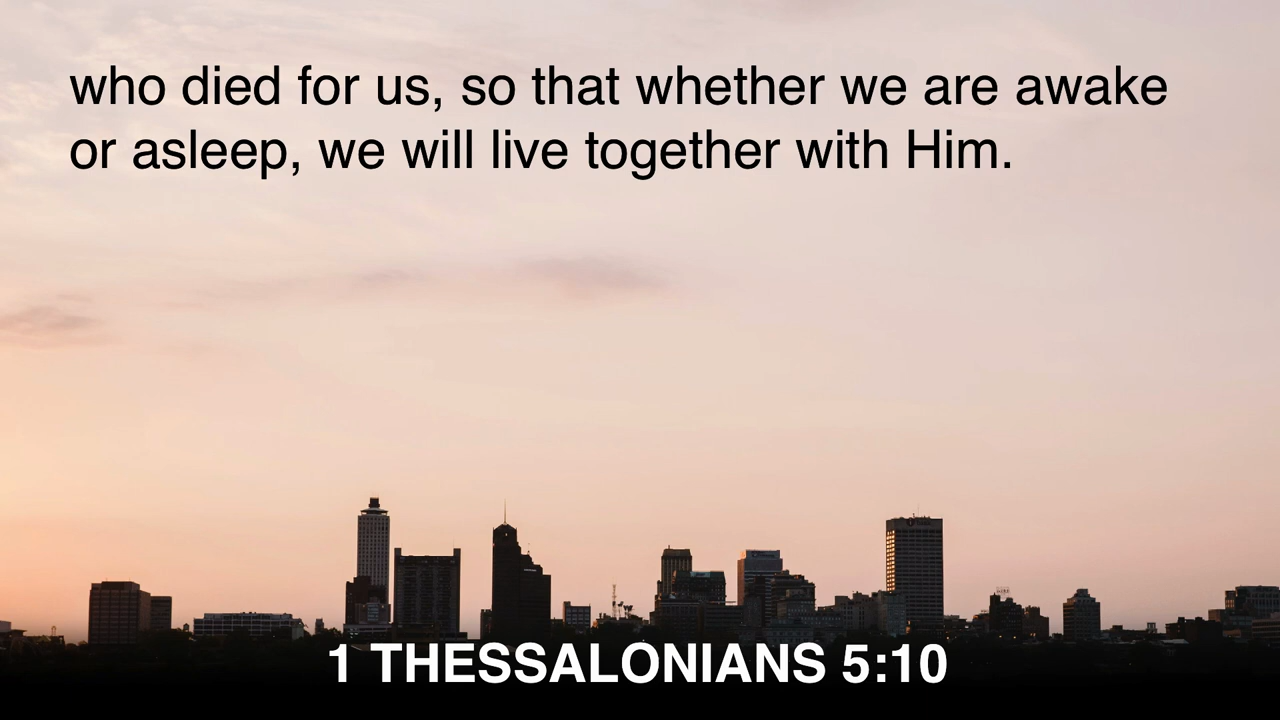 who died for us, so that whether we are awake
or asleep, we will live together with Him.
1 THESSALONIANS 5:10